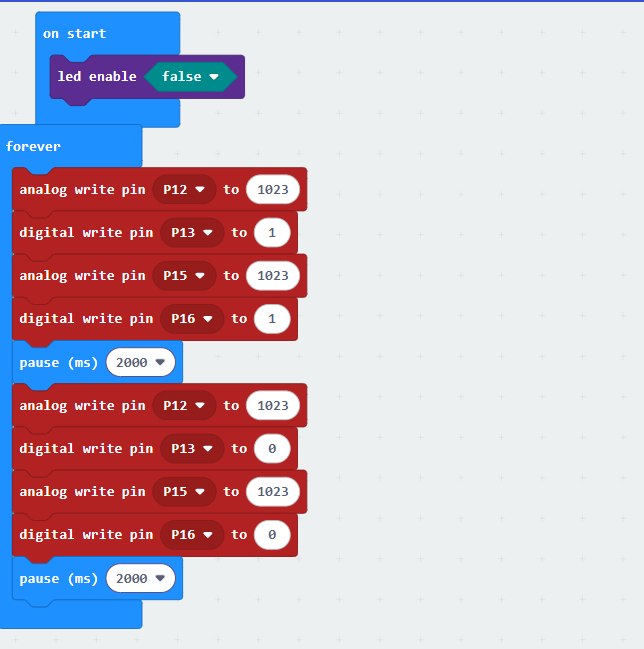 on start
led enable false
forever
analog write pin P12 to 1023
digital write pin P13 to 1
analog write pin P15 to 1023
digital write pin P16 to 1
pause (ms) 2000
analog write pin P12 to 1023
digital write pin P13 to 0
analog write pin P15 to 1023
digital write pin P16 to 0
pause (ms) 2000